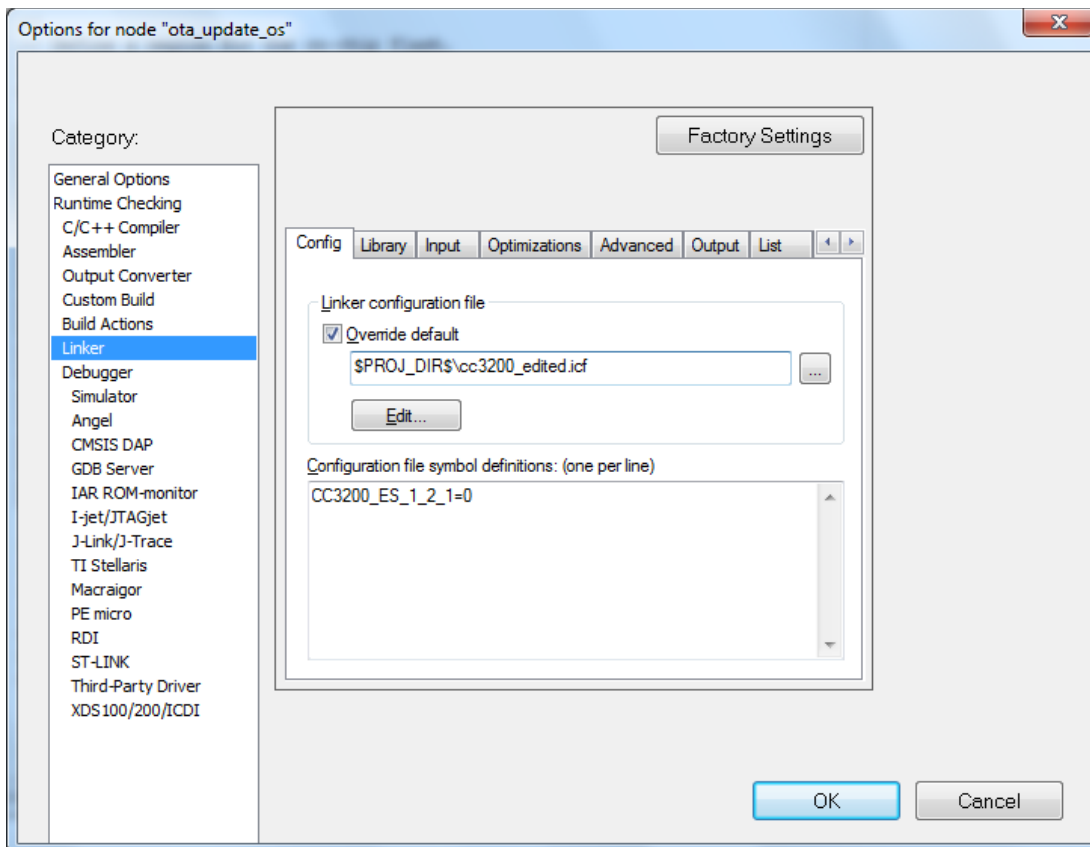 Options for node "ota_update_os"
Category:
Factory Settings
General Options
Runtime Checking
C/C++ Compiler
Assembler
Output Converter
Custom Build
Build Actions
Linker
Debugger
Simulator
Angel
CMSIS DAP
GDB Server
IAR ROM-monitor
I-jet/JTAGjet
J-Link/J-Trace
TI Stellaris
Macraigor
PE micro
RDI
ST-LINK
Third-Party Driver
XDS100/200/ICDI
Config Library Input Optimizations Advanced Output List
Linker configuration file
Override default
$PROJ_DIR$\cc3200_edited.icf
...
Edit...
Configuration file symbol definitions: (one per line)
CC3200_ES_1_2_1=0
OK Cancel